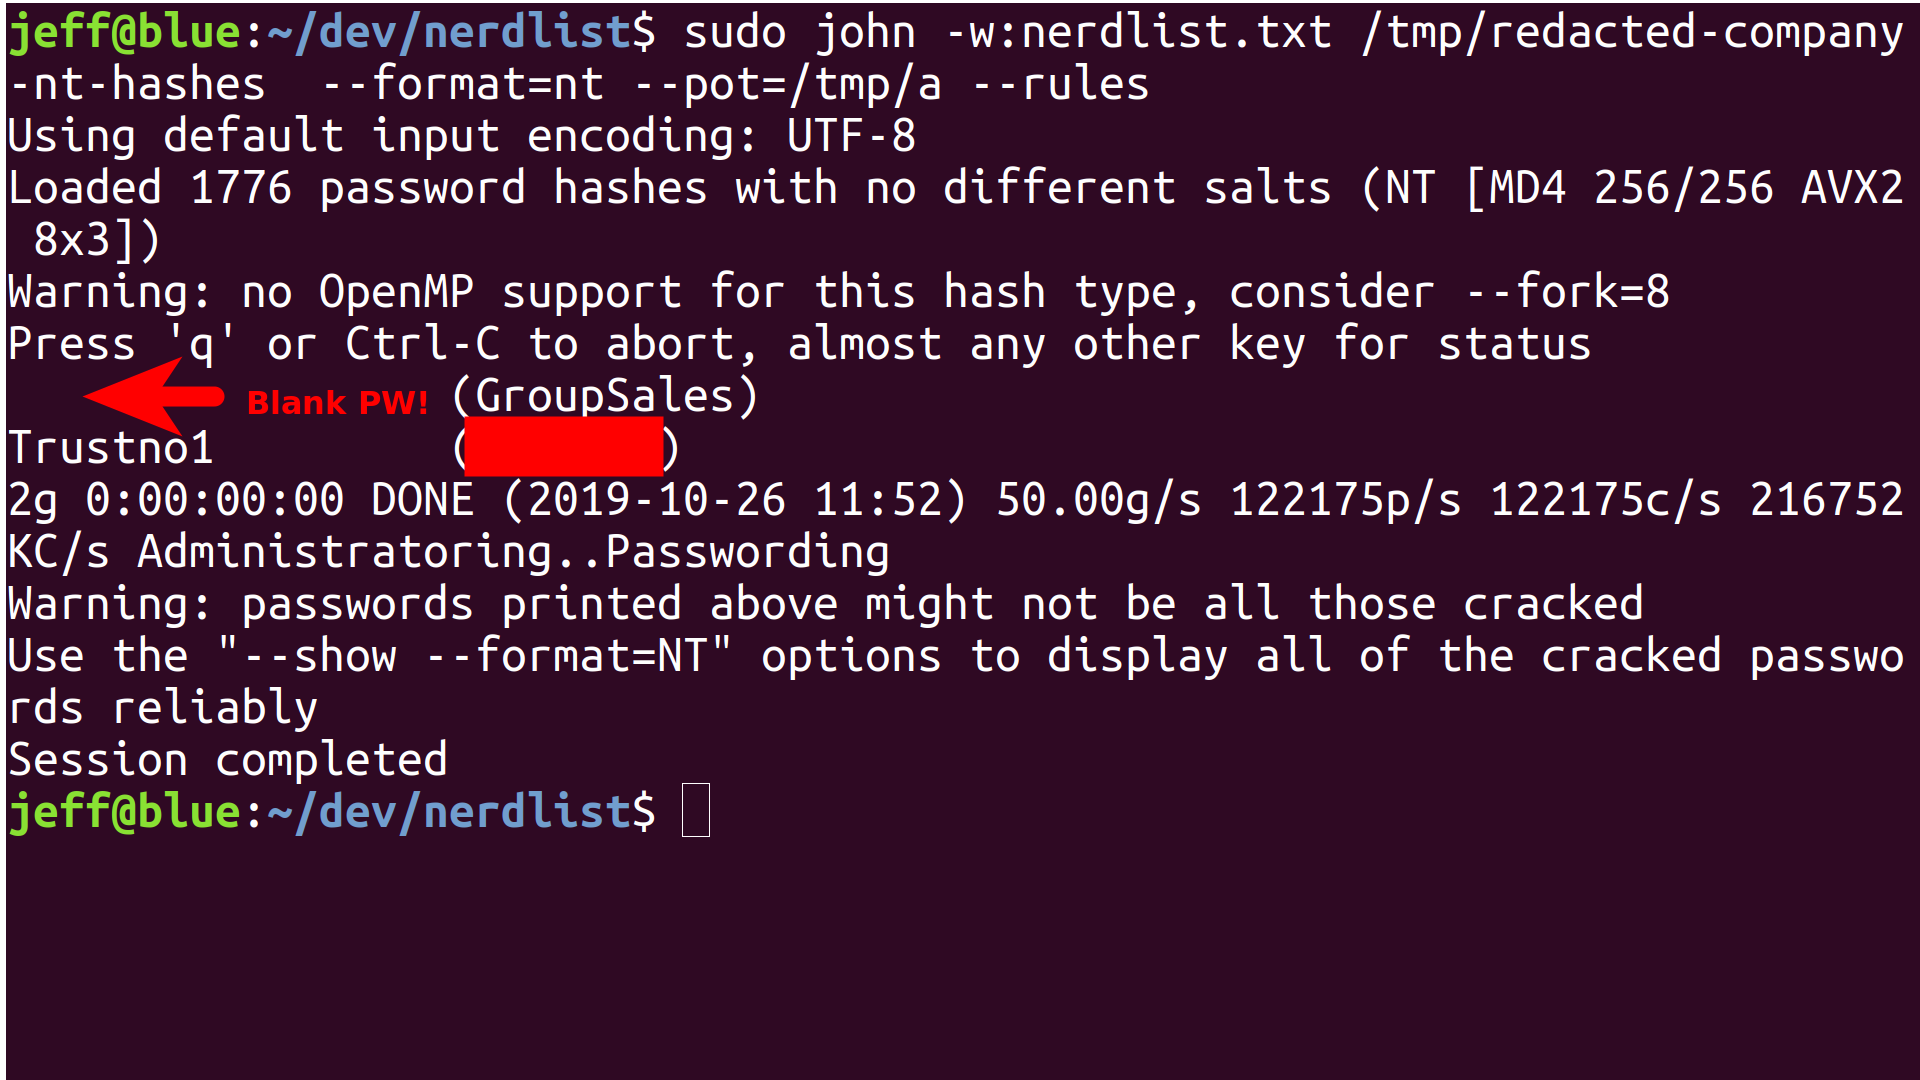 jeff@blue:~/dev/nerdlist$ sudo john -w:nerdlist.txt /tmp/redacted-company
-nt-hashes  --format=nt --pot=/tmp/a --rules
Using default input encoding: UTF-8
Loaded 1776 password hashes with no different salts (NT [MD4 256/256 AVX2
 8x3])
Warning: no OpenMP support for this hash type, consider --fork=8
Press 'q' or Ctrl-C to abort, almost any other key for status
Blank PW! (GroupSales)
Trustno1         (        )
2g 0:00:00:00 DONE (2019-10-26 11:52) 50.00g/s 122175p/s 122175c/s 216752
KC/s Administratoring..Passwording
Warning: passwords printed above might not be all those cracked
Use the "--show --format=NT" options to display all of the cracked passwo
rds reliably
Session completed
jeff@blue:~/dev/nerdlist$